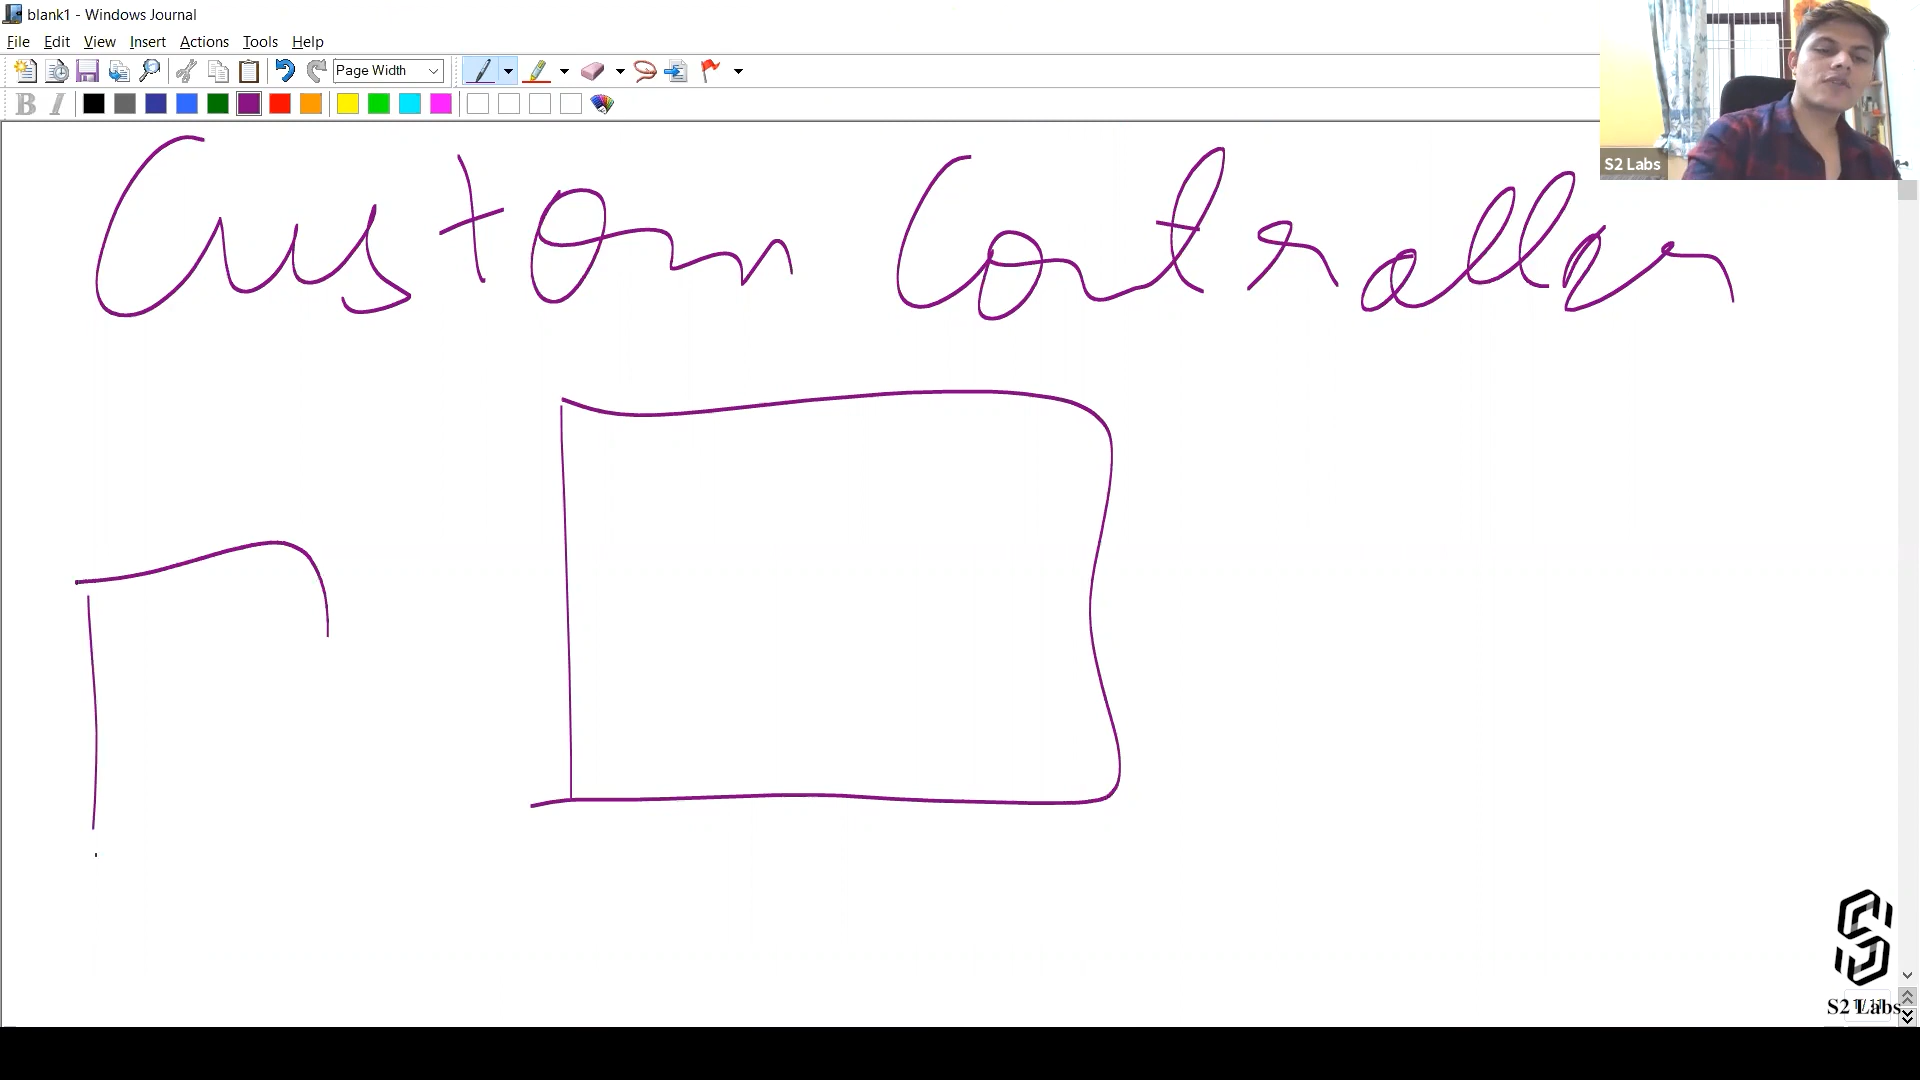 blank1 - Windows Journal
File Edit View Insert Actions Tools Help
Page Width
B I
S2 Labs
Custom Controller
S2 Labs